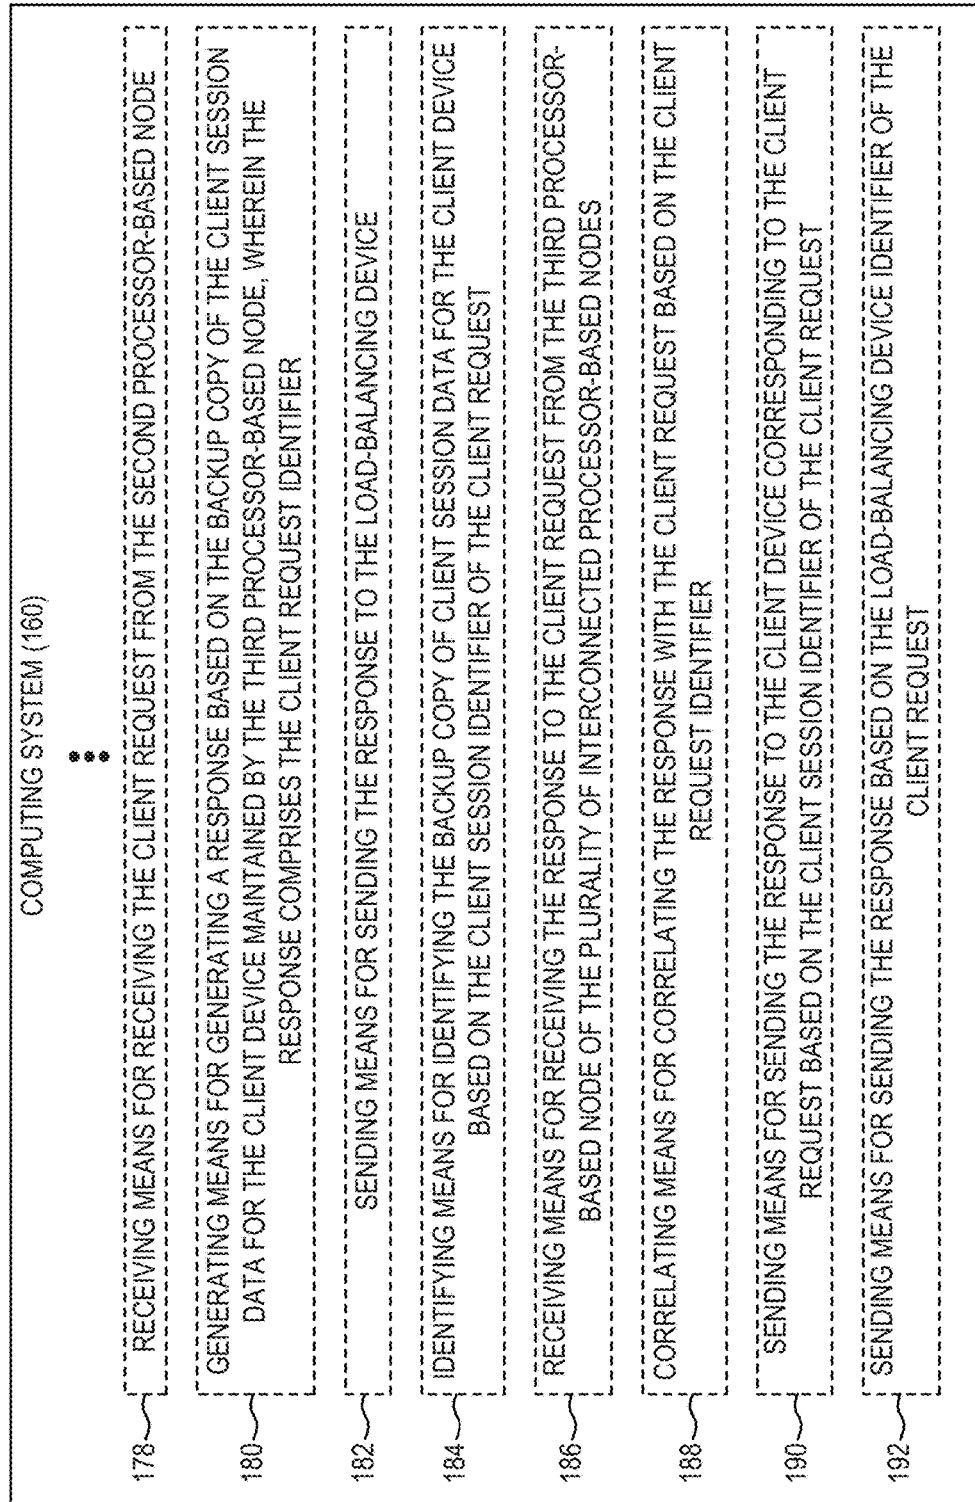 COMPUTING SYSTEM (160)
178
RECEIVING MEANS FOR RECEIVING THE CLIENT REQUEST FROM THE SECOND PROCESSOR-BASED NODE
180
GENERATING MEANS FOR GENERATING A RESPONSE BASED ON THE BACKUP COPY OF THE CLIENT SESSION
DATA FOR THE CLIENT DEVICE MAINTAINED BY THE THIRD PROCESSOR-BASED NODE, WHEREIN THE
RESPONSE COMPRISES THE CLIENT REQUEST IDENTIFIER
182
SENDING MEANS FOR SENDING THE RESPONSE TO THE LOAD-BALANCING DEVICE
184
IDENTIFYING MEANS FOR IDENTIFYING THE BACKUP COPY OF CLIENT SESSION DATA FOR THE CLIENT DEVICE
BASED ON THE CLIENT SESSION IDENTIFIER OF THE CLIENT REQUEST
186
RECEIVING MEANS FOR RECEIVING THE RESPONSE TO THE CLIENT REQUEST FROM THE THIRD PROCESSOR-
BASED NODE OF THE PLURALITY OF INTERCONNECTED PROCESSOR-BASED NODES
188
CORRELATING MEANS FOR CORRELATING THE RESPONSE WITH THE CLIENT REQUEST BASED ON THE CLIENT
REQUEST IDENTIFIER
190
SENDING MEANS FOR SENDING THE RESPONSE TO THE CLIENT DEVICE CORRESPONDING TO THE CLIENT
REQUEST BASED ON THE CLIENT SESSION IDENTIFIER OF THE CLIENT REQUEST
192
SENDING MEANS FOR SENDING THE RESPONSE BASED ON THE LOAD-BALANCING DEVICE IDENTIFIER OF THE
CLIENT REQUEST